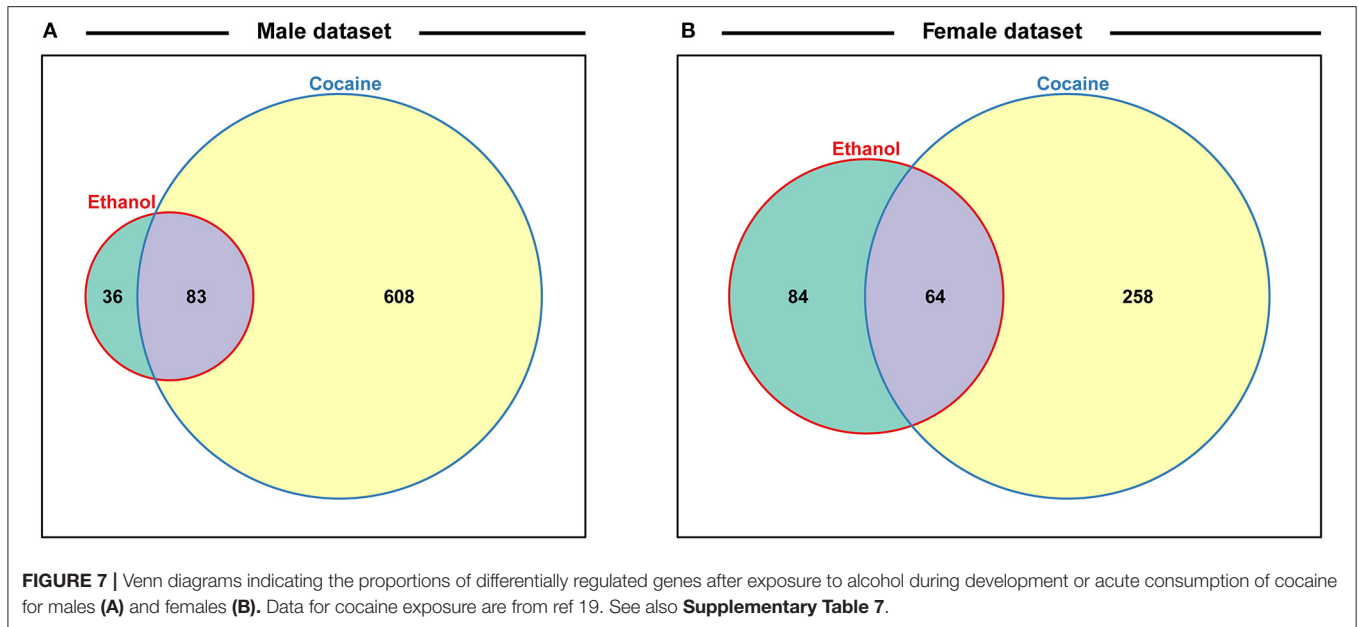 A Male dataset
Cocaine
Ethanol
36 83 608
B Female dataset
Cocaine
Ethanol
84 64 258
FIGURE 7 | Venn diagrams indicating the proportions of differentially regulated genes after exposure to alcohol during development or acute consumption of cocaine
for males (A) and females (B). Data for cocaine exposure are from ref 19. See also Supplementary Table 7.